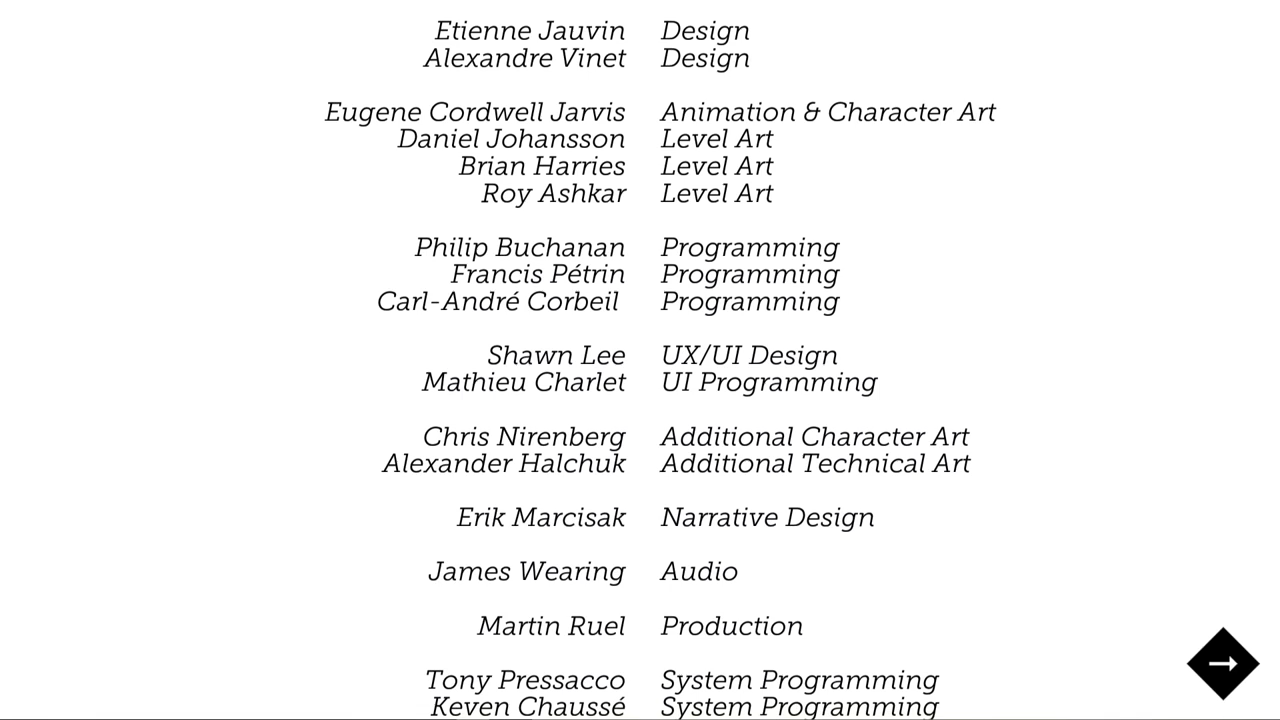 Etienne Jauvin Design
Alexandre Vinet Design
Eugene Cordwell Jarvis Animation & Character Art
Daniel Johansson Level Art
Brian Harries Level Art
Roy Ashkar Level Art
Philip Buchanan Programming
Francis Pétrin Programming
Carl-André Corbeil Programming
Shawn Lee UX/UI Design
Mathieu Charlet UI Programming
Chris Nirenberg Additional Character Art
Alexander Halchuk Additional Technical Art
Erik Marcisak Narrative Design
James Wearing Audio
Martin Ruel Production
Tony Pressacco System Programming
Keven Chaussé System Programming